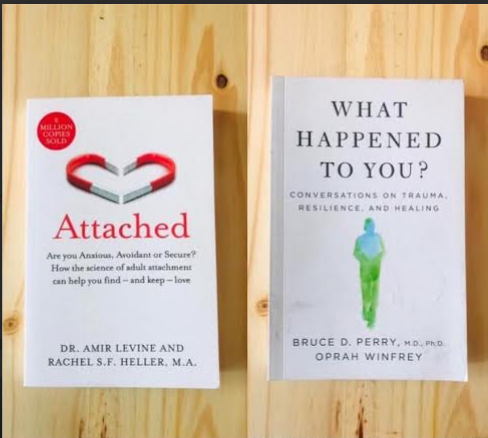 1
MILLION
COPIES
SOLD
Attached
Are you Anxious, Avoidant or Secure?
How the science of adult attachment
can help you find – and keep – love
DR. AMIR LEVINE AND
RACHEL S.F. HELLER, M.A.
WHAT
HAPPENED
TO YOU?
CONVERSATIONS ON TRAUMA,
RESILIENCE, AND HEALING
BRUCE D. PERRY, M.D., Ph.D.
OPRAH WINFREY